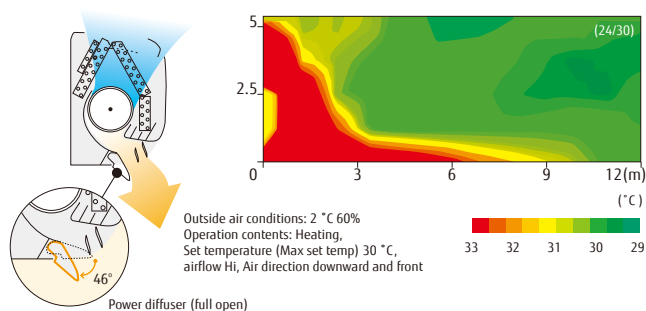 5
(24/30)
2.5
0
3
6
9
12(m)
(˚C )
33
32
31
30
29
Outside air conditions: 2 ˚C 60%
Operation contents: Heating,
Set temperature (Max set temp) 30 ˚C,
airflow Hi, Air direction downward and front
46°
Power diffuser (full open)